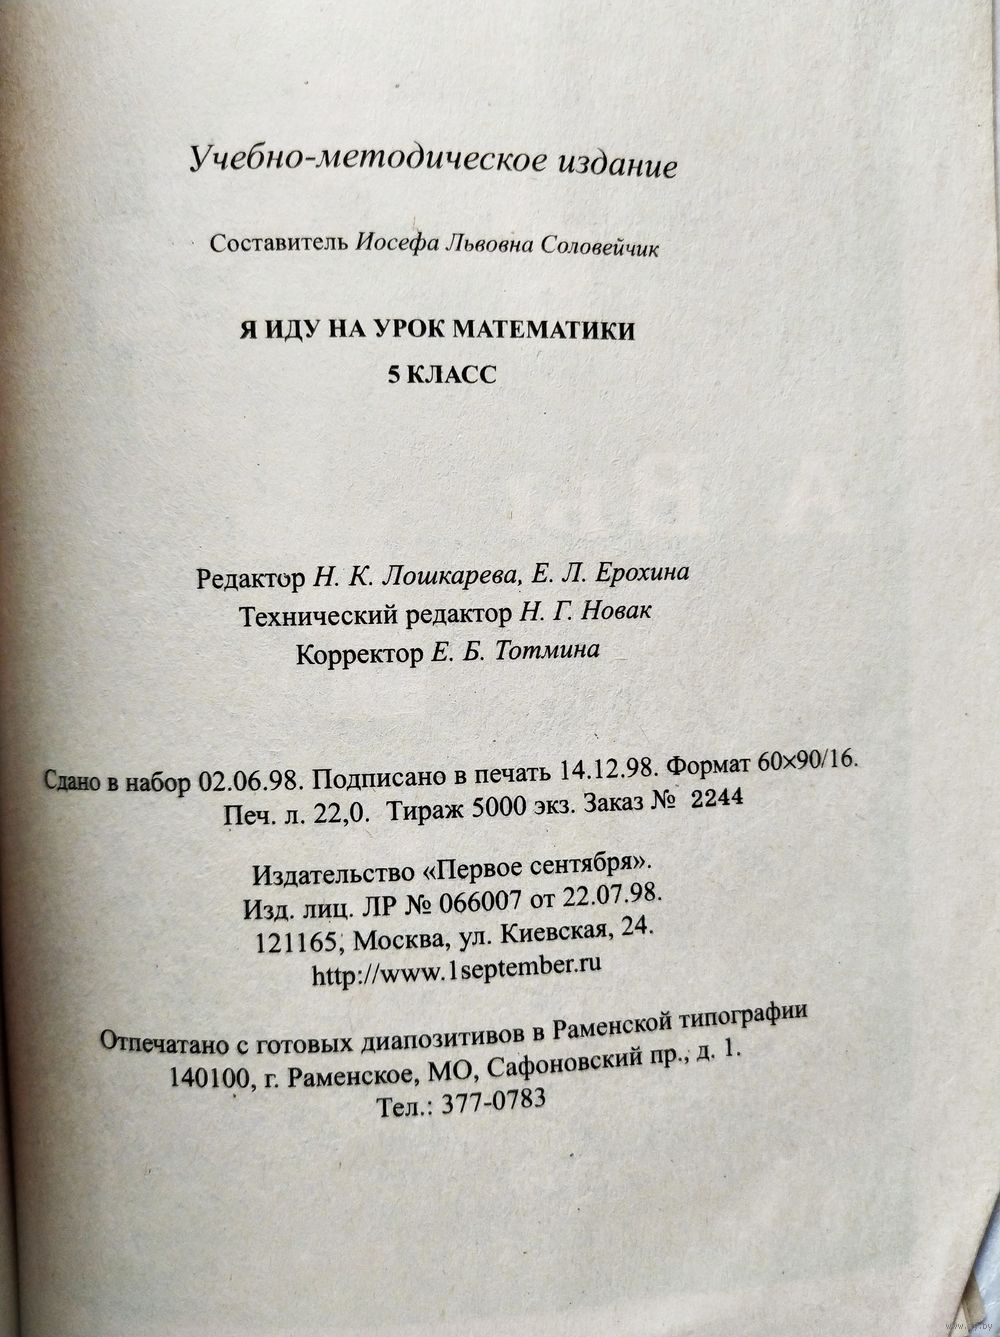 Учебно-методическое издание
Составитель Иосефа Львовна Соловейчик
Я ИДУ НА УРОК МАТЕМАТИКИ
5 КЛАСС
Редактор Н. К. Лошкарева, Е. Л. Ерохина
Технический редактор Н. Г. Новак
Корректор Е. Б. Тотмина
Сдано в набор 02.06.98. Подписано в печать 14.12.98. Формат 60×90/16.
Печ. л. 22,0. Тираж 5000 экз. Заказ № 2244
Издательство «Первое сентября».
Изд. лиц. ЛР № 066007 от 22.07.98.
121165, Москва, ул. Киевская, 24.
http://www.1september.ru
Отпечатано с готовых диапозитивов в Раменской типографии
140100, г. Раменское, МО, Сафоновский пр., д. 1.
Тел.: 377-0783